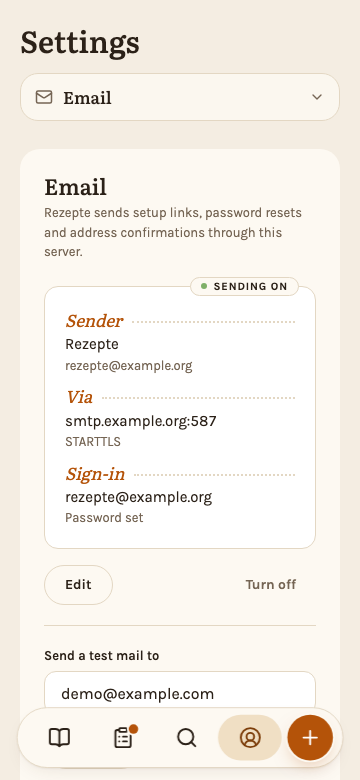 Settings
Email
Email
Rezepte sends setup links, password resets
and address confirmations through this
server.
SENDING ON
Sender
Rezepte
rezepte@example.org
Via
smtp.example.org:587
STARTTLS
Sign-in
rezepte@example.org
Password set
Edit
Turn off
Send a test mail to
demo@example.com